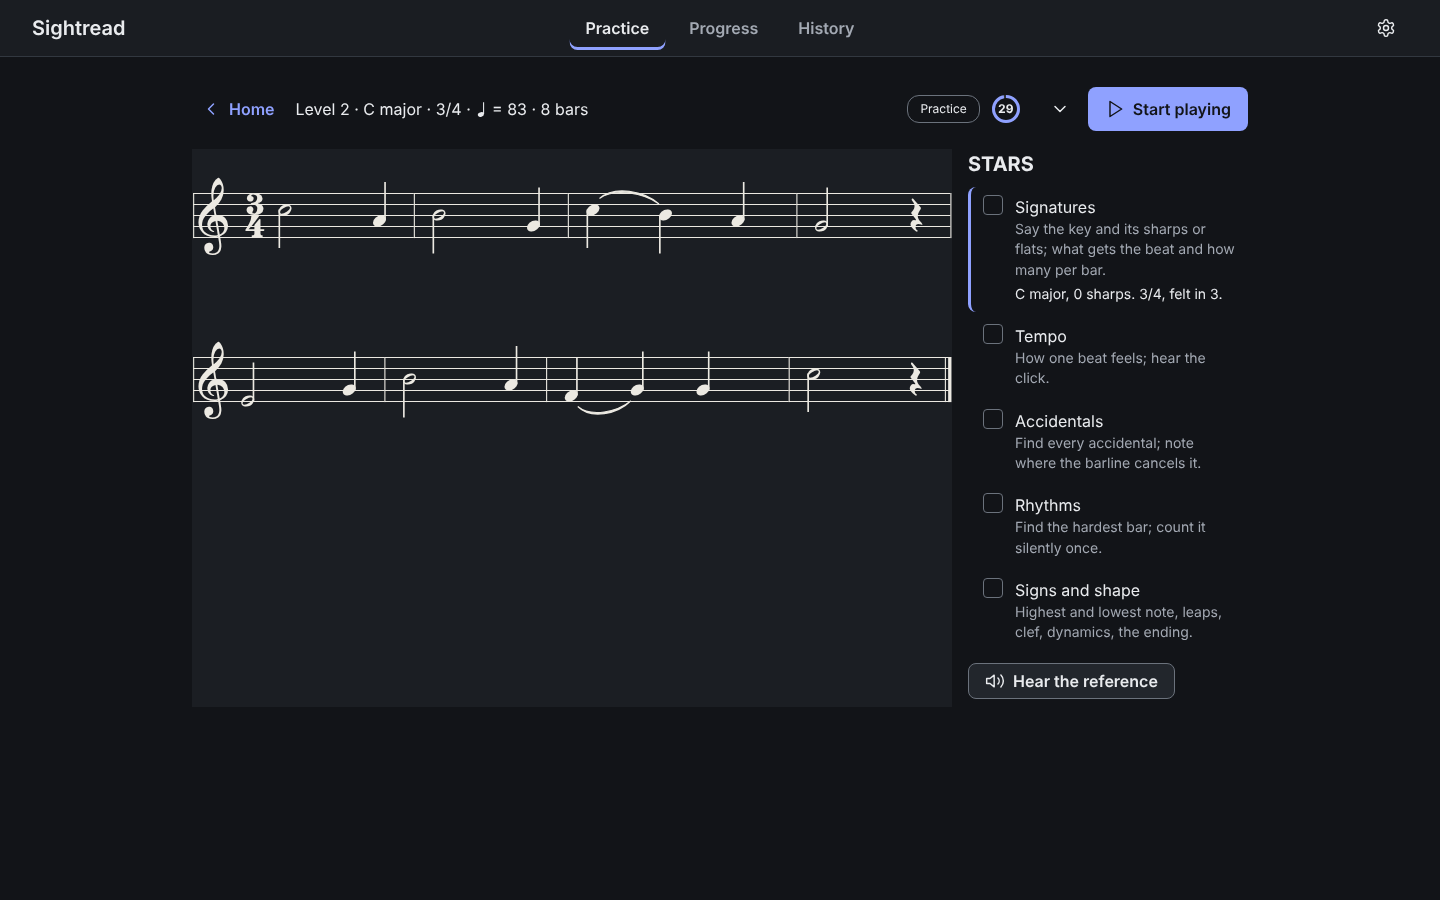 Sightread
Practice
Progress
History
Home
Level 2 · C major · 3/4 · ♩ = 83 · 8 bars
Practice
29
Start playing
STARS
3
4
Signatures
Say the key and its sharps or
flats; what gets the beat and how
many per bar.
C major, 0 sharps. 3/4, felt in 3.
Tempo
How one beat feels; hear the
click.
Accidentals
Find every accidental; note
where the barline cancels it.
Rhythms
Find the hardest bar; count it
silently once.
Signs and shape
Highest and lowest note, leaps,
clef, dynamics, the ending.
Hear the reference